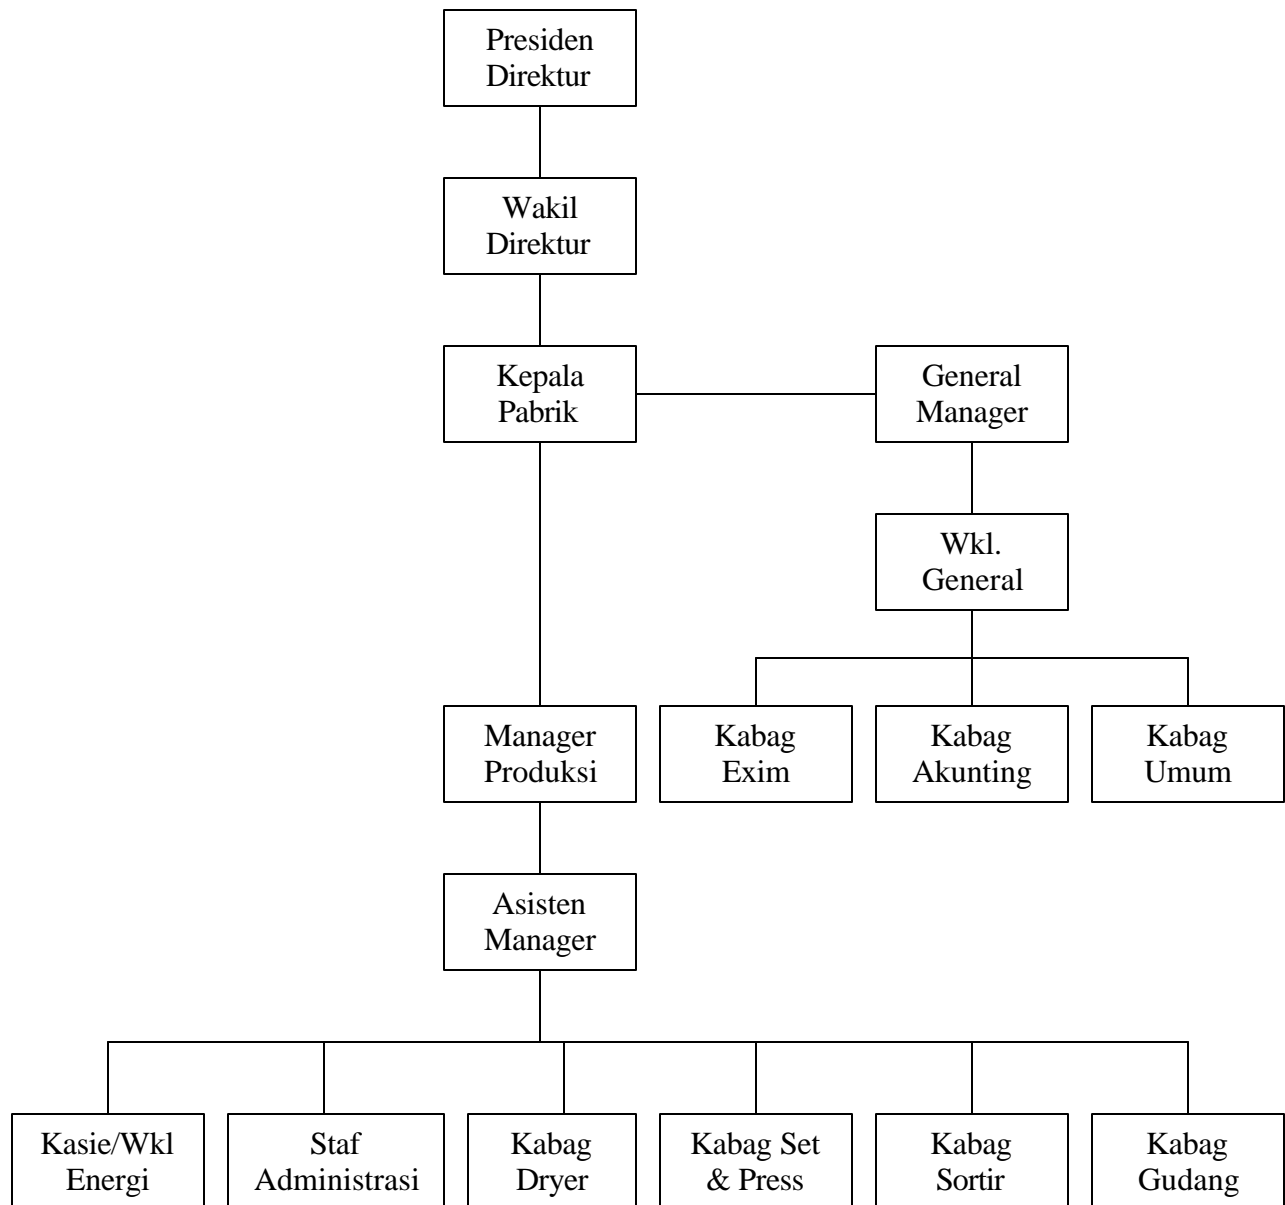 Presiden
Direktur
Wakil
Direktur
Kepala
Pabrik
General
Manager
Wkl.
General
Manager
Produksi
Kabag
Exim
Kabag
Akunting
Kabag
Umum
Asisten
Manager
Kasie/Wkl
Energi
Staf
Administrasi
Kabag
Dryer
Kabag Set
& Press
Kabag
Sortir
Kabag
Gudang